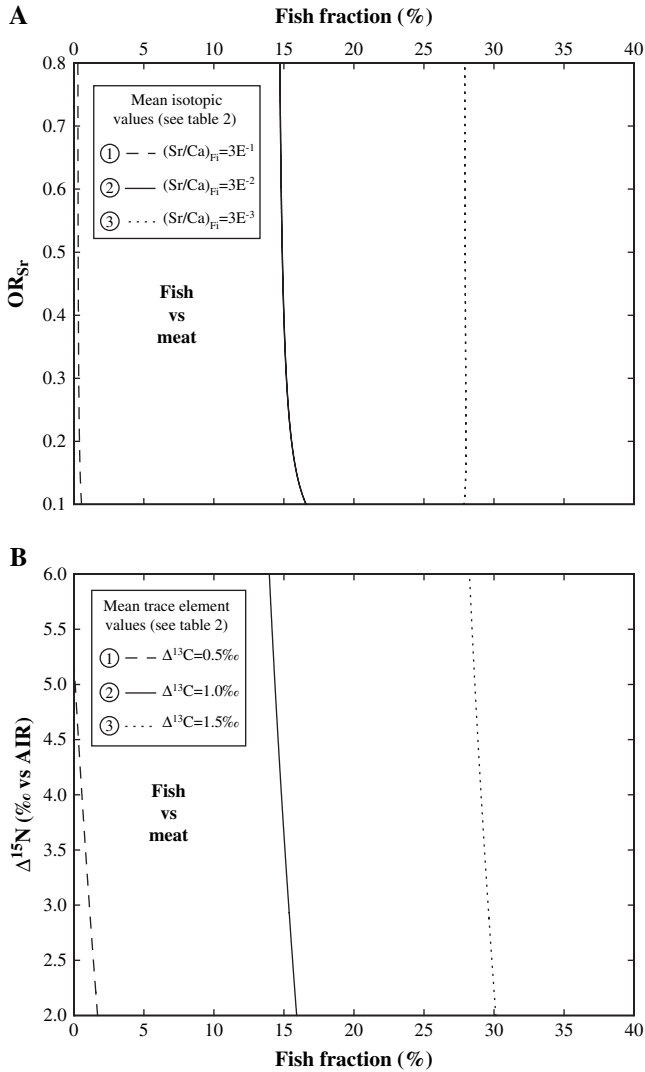 A
Fish fraction (%)
0 5 10 15 20 25 30 35 40
0.8
0.7
0.6
0.5
0.4
0.3
0.2
0.1
OR_Sr
Mean isotopic
values (see table 2)
① – – (Sr/Ca)_Fi=3E⁻¹
② — (Sr/Ca)_Fi=3E⁻²
③ ···· (Sr/Ca)_Fi=3E⁻³
Fish
vs
meat
B
6.0
5.5
5.0
4.5
4.0
3.5
3.0
2.5
2.0
Δ¹⁵N (‰ vs AIR)
Mean trace element
values (see table 2)
① – – Δ¹³C=0.5‰
② — Δ¹³C=1.0‰
③ ···· Δ¹³C=1.5‰
Fish
vs
meat
0 5 10 15 20 25 30 35 40
Fish fraction (%)